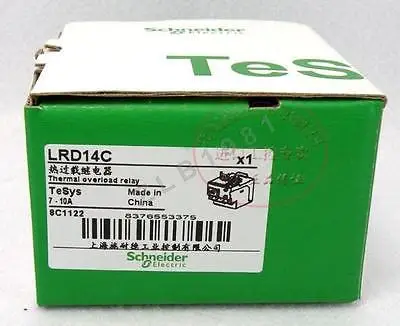 Schneider
Electric
TeS
LRD14C
x1
热过载继电器
Thermal overload relay
TeSys
Made in
7 - 10A
China
8C1122
8376553375
上海施耐德工业控制有限公司
Schneider
Electric